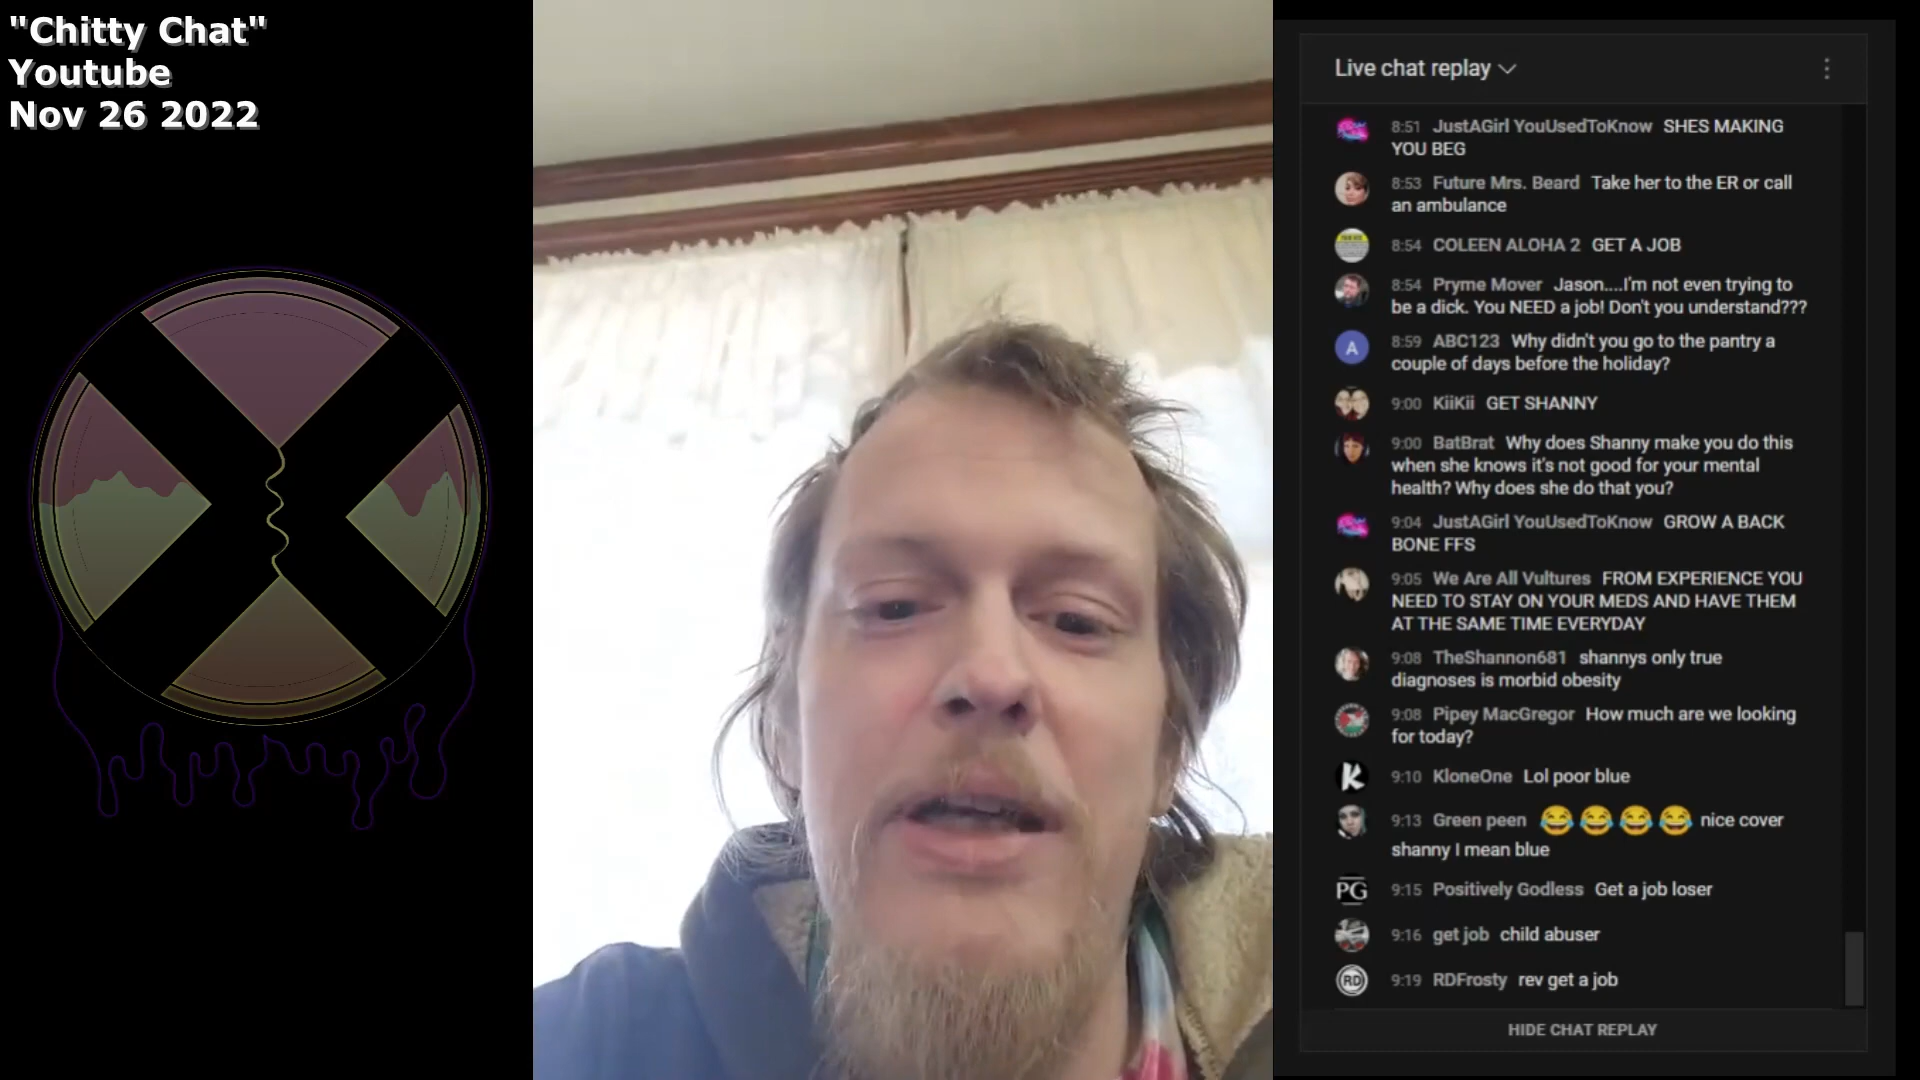 "Chitty Chat"
Youtube
Nov 26 2022
Live chat replay
8:51 JustAGirl YouUsedToKnow SHES MAKING
YOU BEG
8:53 Future Mrs. Beard Take her to the ER or call
an ambulance
8:54 COLEEN ALOHA 2 GET A JOB
8:54 Pryme Mover Jason....I'm not even trying to
be a dick. You NEED a job! Don't you understand???
A
8:59 ABC123 Why didn't you go to the pantry a
couple of days before the holiday?
9:00 KiiKii GET SHANNY
9:00 BatBrat Why does Shanny make you do this
when she knows it's not good for your mental
health? Why does she do that you?
9:04 JustAGirl YouUsedToKnow GROW A BACK
BONE FFS
9:05 We Are All Vultures FROM EXPERIENCE YOU
NEED TO STAY ON YOUR MEDS AND HAVE THEM
AT THE SAME TIME EVERYDAY
9:08 TheShannon681 shannys only true
diagnoses is morbid obesity
9:08 Pipey MacGregor How much are we looking
for today?
K
9:10 KloneOne Lol poor blue
9:13 Green peen 😂😂😂😂 nice cover
shanny I mean blue
PG
9:15 Positively Godless Get a job loser
9:16 get job child abuser
RD
9:19 RDFrosty rev get a job
HIDE CHAT REPLAY